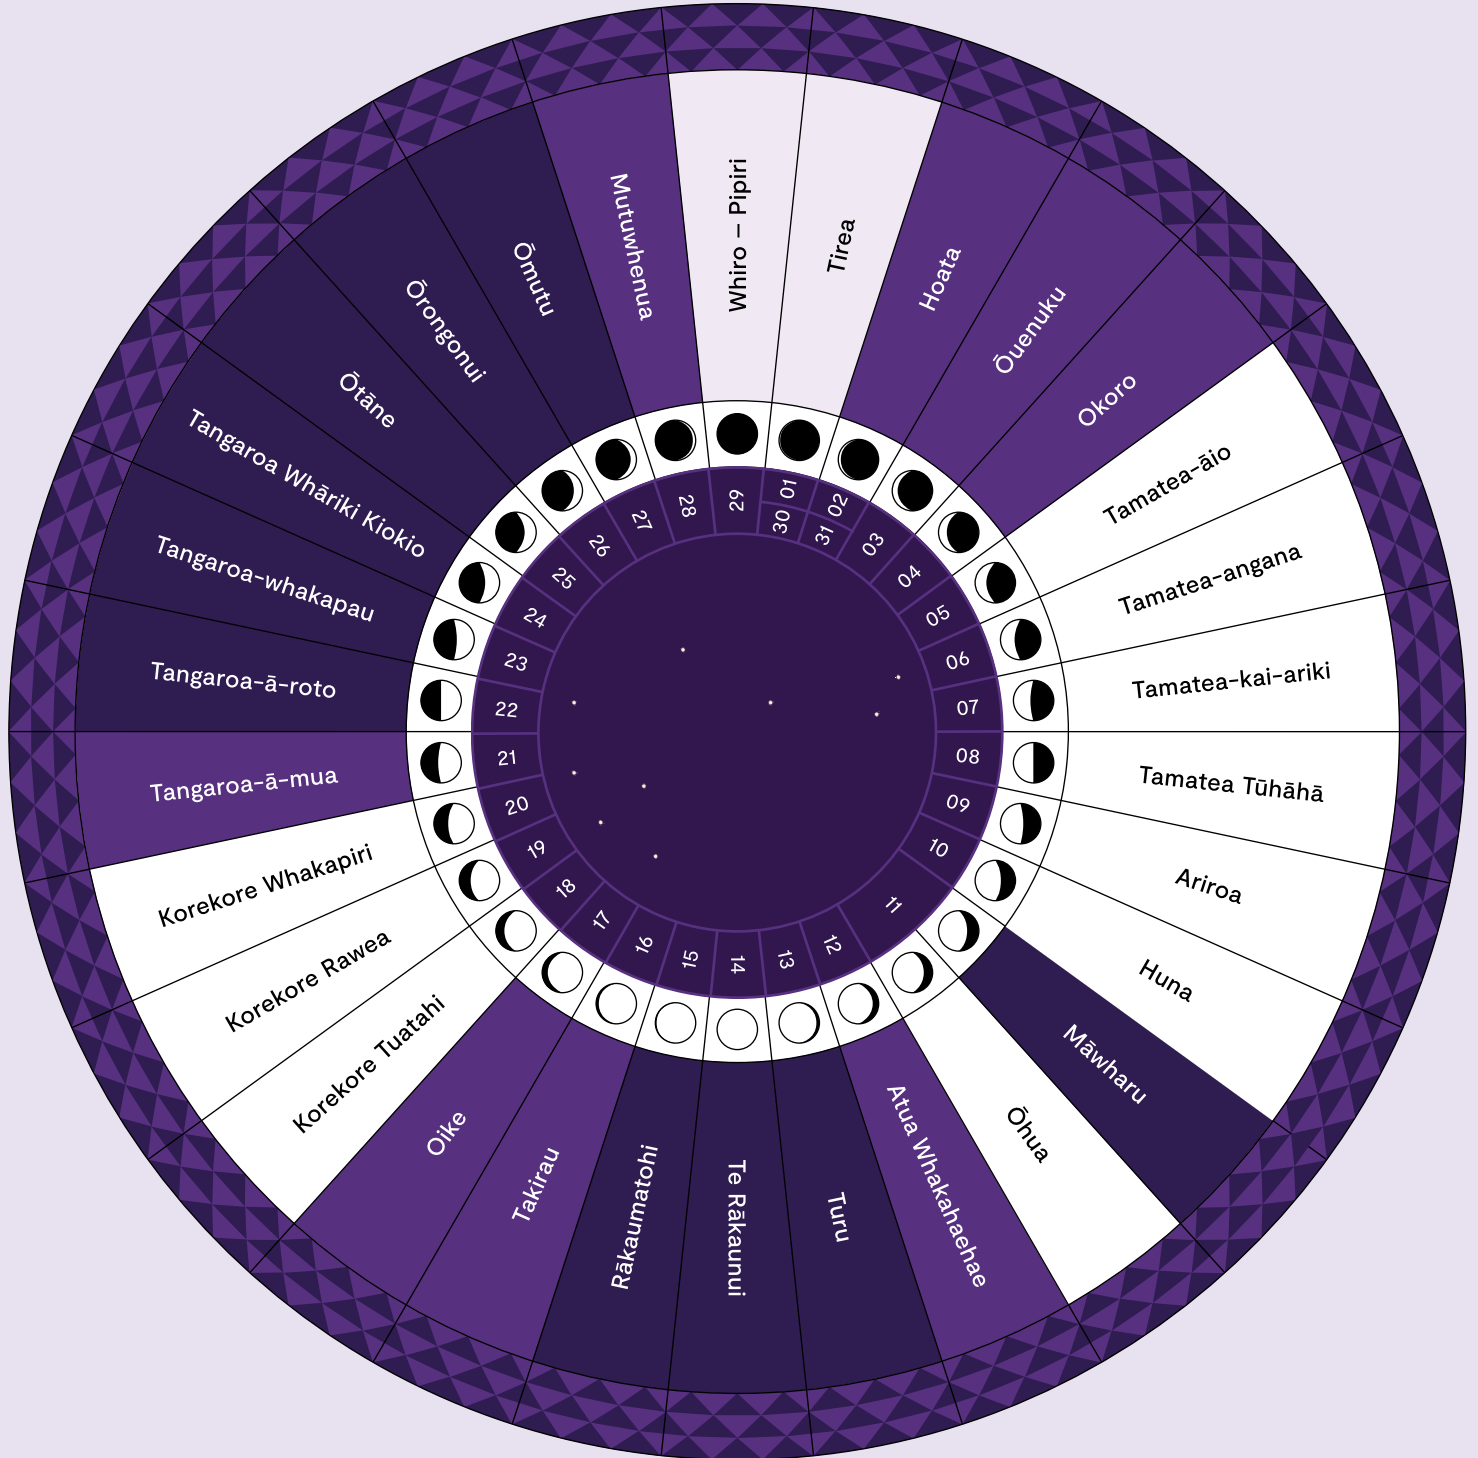 Whiro – Pipiri
Tirea
Hoata
Ōuenuku
Okoro
Tamatea-āio
Tamatea-angana
Tamatea-kai-ariki
Tamatea Tūhāhā
Ariroa
Huna
Māwharu
Ōhua
Atua Whakahaehae
Turu
Te Rākaunui
Rākaumatohi
Takirau
Oike
Korekore Tuatahi
Korekore Rawea
Korekore Whakapiri
Tangaroa-ā-mua
Tangaroa-ā-roto
Tangaroa-whakapau
Tangaroa Whāriki Kiokio
Ōtāne
Ōrongonui
Ōmutu
Mutuwhenua
29
01
30
02
31
03
04
05
06
07
08
09
10
11
12
13
14
15
16
17
18
19
20
21
22
23
24
25
26
27
28